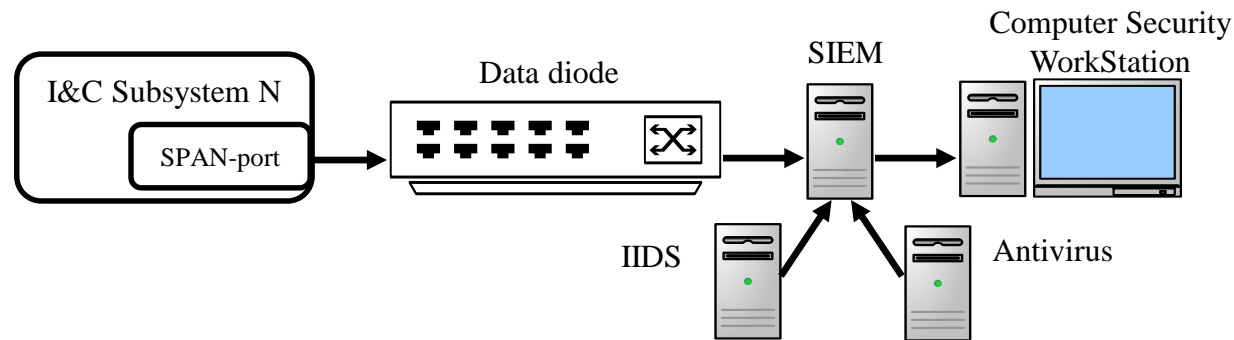 Computer Security
WorkStation
SIEM
Data diode
I&C Subsystem N
SPAN-port
IIDS
Antivirus